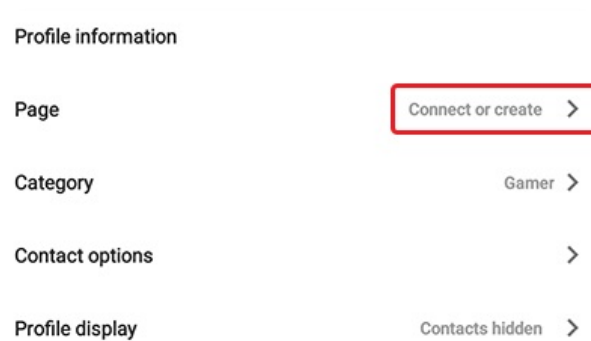 Profile information
Page Connect or create
Category Gamer
Contact options
Profile display Contacts hidden